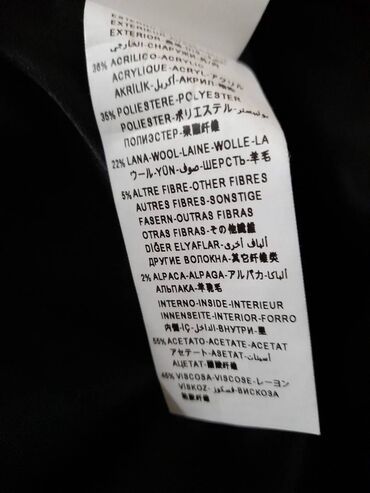 EXTERIOR
36% ACRILICO-ACRYLIC
ACRYLIQUE-ACRYL-アクリル
AKRİLİK-أكريل-АКРИЛ-
35% POLIESTERE-POLYESTER
POLIESTER-ポリエステル-بوليستر
ПОЛИЭСТЕР-聚酯纤维
22% LANA-WOOL-LAINE-WOLLE-LA
ウール-YÜN-صوف-ШЕРСТЬ-羊毛
5% ALTRE FIBRE-OTHER FIBRES
AUTRES FIBRES-SONSTIGE
FASERN-OUTRAS FIBRAS
OTRAS FIBRAS-その他繊維
DİĞER ELYAFLAR-ألياف أخرى
ДРУГИЕ ВОЛОКНА-其它纤维类
2% ALPACA-ALPAGA-アルパカ-ألباكا
АЛЬПАКА-羊驼毛
INTERNO-INSIDE-INTERIEUR
INNENSEITE-INTERIOR-FORRO
内側-İÇ-الداخل-ВНУТРИ-里
55% ACETATO-ACETATE-ACETAT
アセテート-ASETAT-أسيتات
АЦЕТАТ-醋酸纤维
45% VISCOSA-VISCOSE-レーヨン
VİSKOZ-فسكوز-ВИСКОЗА